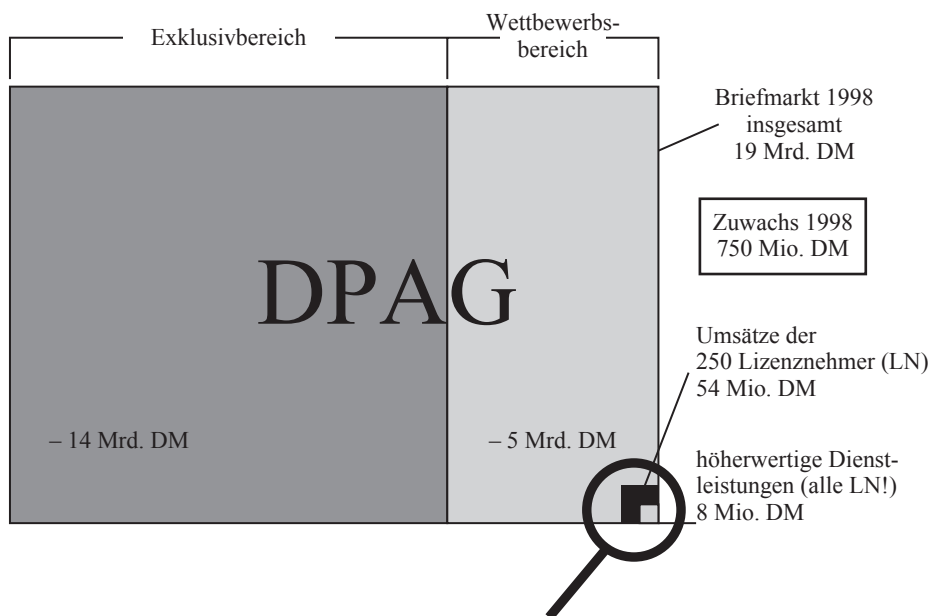 Exklusivbereich
Wettbewerbs-
bereich
Briefmarkt 1998
insgesamt
19 Mrd. DM
Zuwachs 1998
750 Mio. DM
DPAG
Umsätze der
250 Lizenznehmer (LN)
54 Mio. DM
– 14 Mrd. DM
– 5 Mrd. DM
höherwertige Dienst-
leistungen (alle LN!)
8 Mio. DM